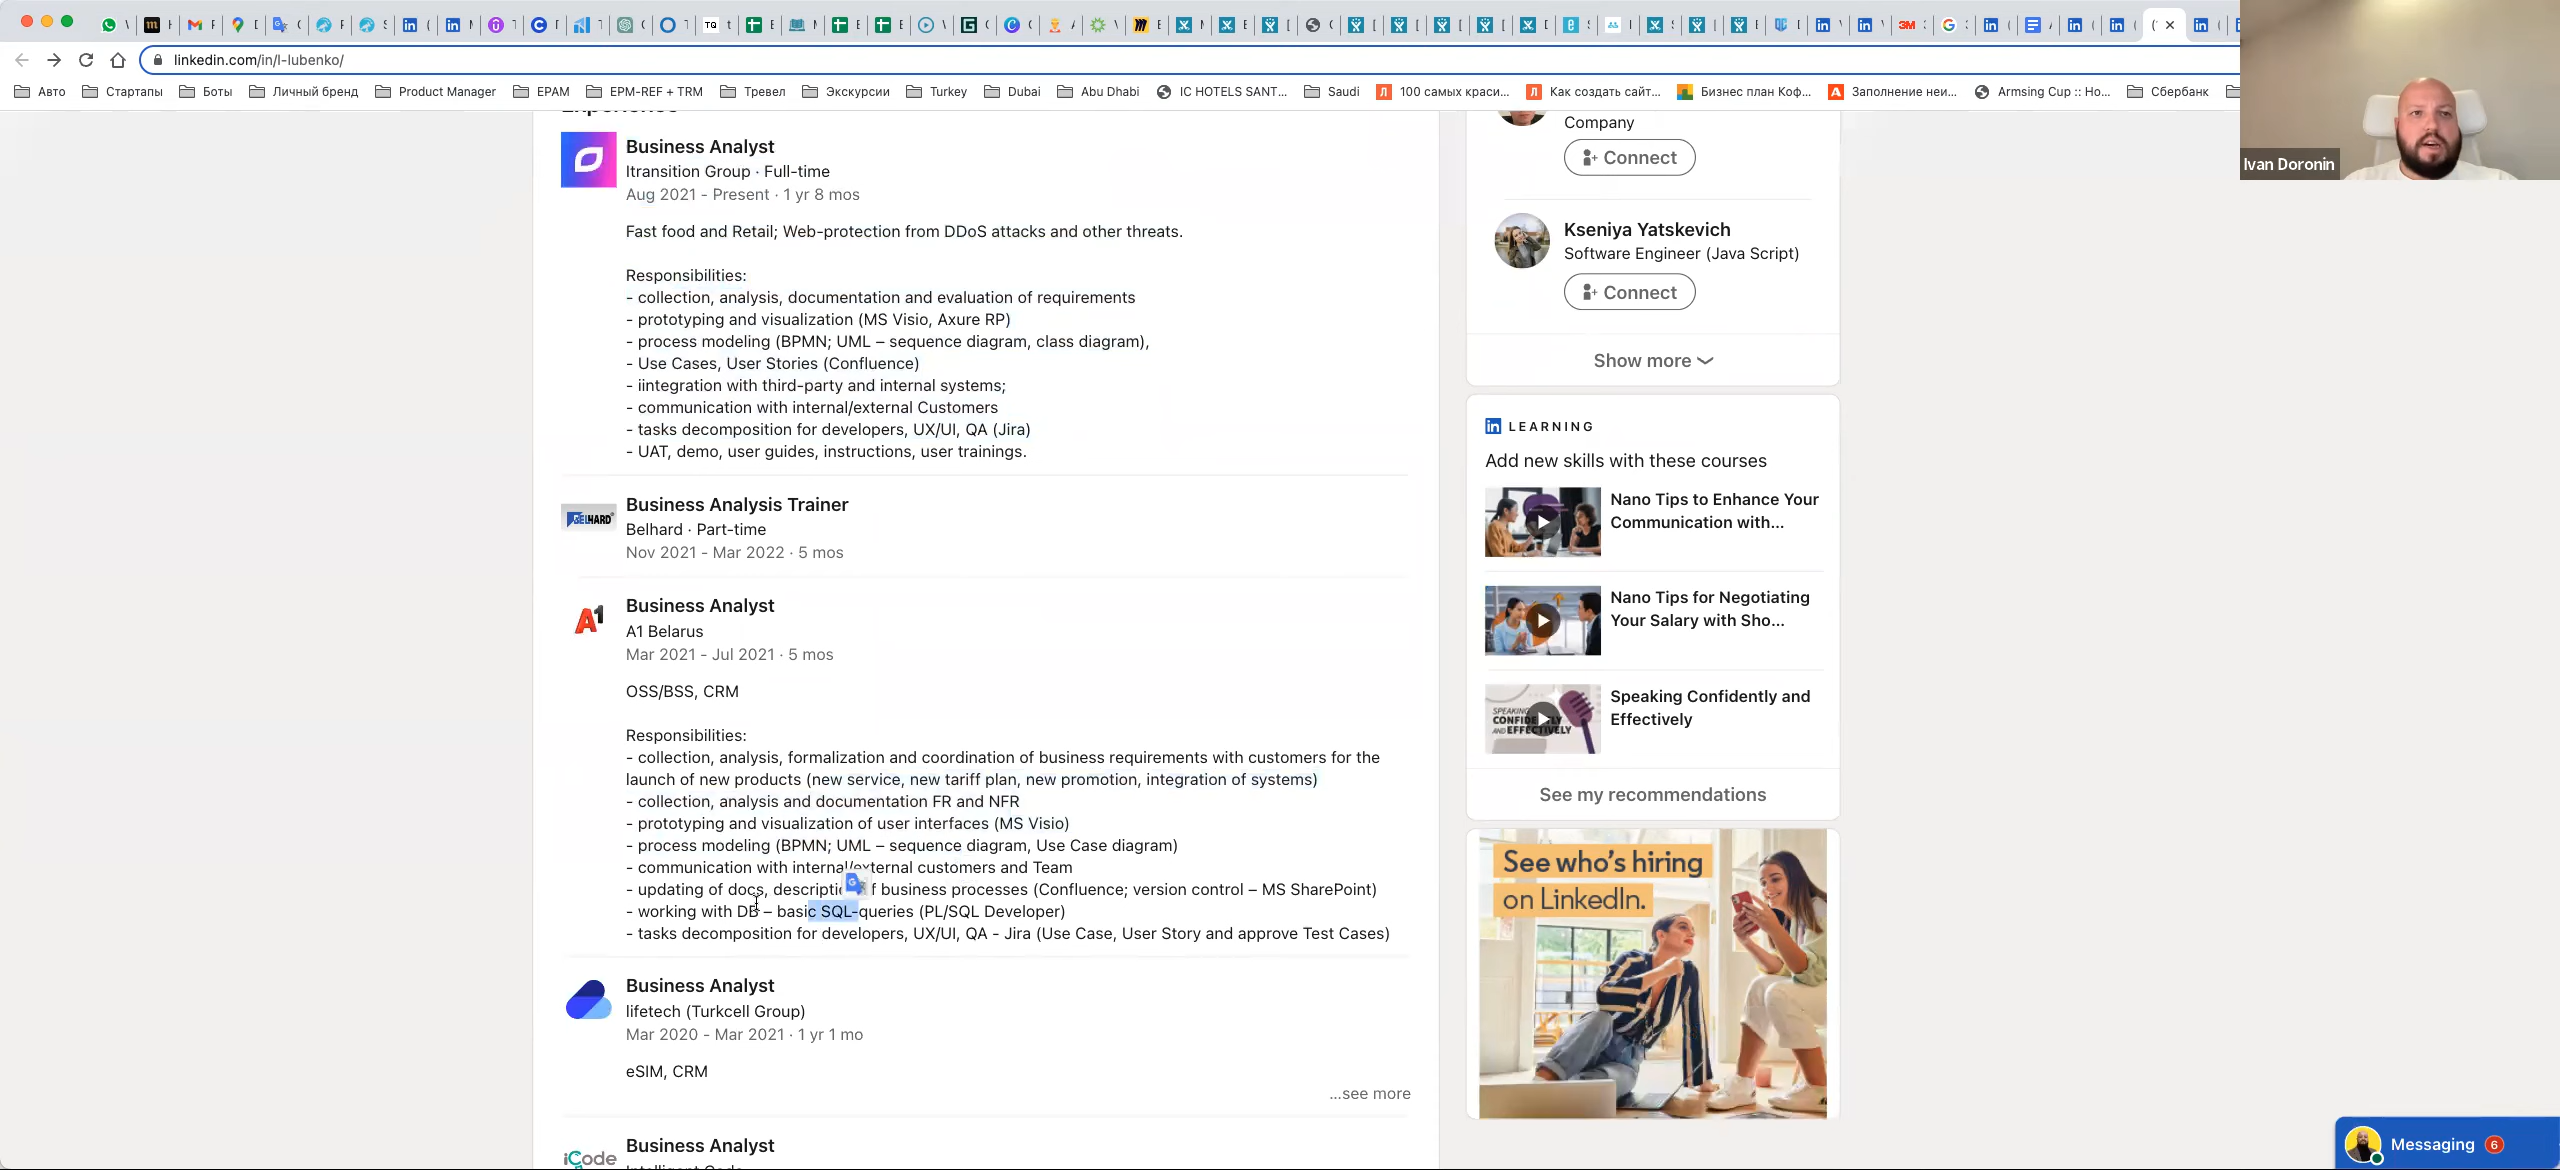 linkedin.com/in/l-lubenko/
Авто
Стартапы
Боты
Личный бренд
Product Manager
EPAM
EPM-REF + TRM
Тревел
Экскурсии
Turkey
Dubai
Abu Dhabi
IC HOTELS SANT...
Saudi
100 самых краси...
Как создать сайт...
Бизнес план Коф...
Заполнение неи...
Armsing Cup :: Ho...
Сбербанк
Ivan Doronin
Experience
Business Analyst
Itransition Group · Full-time
Aug 2021 - Present · 1 yr 8 mos
Fast food and Retail; Web-protection from DDoS attacks and other threats.
Responsibilities:
- collection, analysis, documentation and evaluation of requirements
- prototyping and visualization (MS Visio, Axure RP)
- process modeling (BPMN; UML – sequence diagram, class diagram),
- Use Cases, User Stories (Confluence)
- iintegration with third-party and internal systems;
- communication with internal/external Customers
- tasks decomposition for developers, UX/UI, QA (Jira)
- UAT, demo, user guides, instructions, user trainings.
BELHARD
Business Analysis Trainer
Belhard · Part-time
Nov 2021 - Mar 2022 · 5 mos
A1
Business Analyst
A1 Belarus
Mar 2021 - Jul 2021 · 5 mos
OSS/BSS, CRM
Responsibilities:
- collection, analysis, formalization and coordination of business requirements with customers for the
launch of new products (new service, new tariff plan, new promotion, integration of systems)
- collection, analysis and documentation FR and NFR
- prototyping and visualization of user interfaces (MS Visio)
- process modeling (BPMN; UML – sequence diagram, Use Case diagram)
- communication with internal/external customers and Team
- updating of docs, business processes (Confluence; version control – MS SharePoint)
- working with – basic SQL-queries (PL/SQL Developer)
- tasks decomposition for developers, UX/UI, QA - Jira (Use Case, User Story and approve Test Cases)
Business Analyst
lifetech (Turkcell Group)
Mar 2020 - Mar 2021 · 1 yr 1 mo
eSIM, CRM
...see more
iCode
Business Analyst
Company
Connect
Kseniya Yatskevich
Software Engineer (Java Script)
Connect
Show more
in LEARNING
Add new skills with these courses
Nano Tips to Enhance Your
Communication with...
Nano Tips for Negotiating
Your Salary with Sho...
SPEAKING
CONFIDENTLY
AND EFFECTIVELY
Speaking Confidently and
Effectively
See my recommendations
See who's hiring
on LinkedIn.
Messaging 6